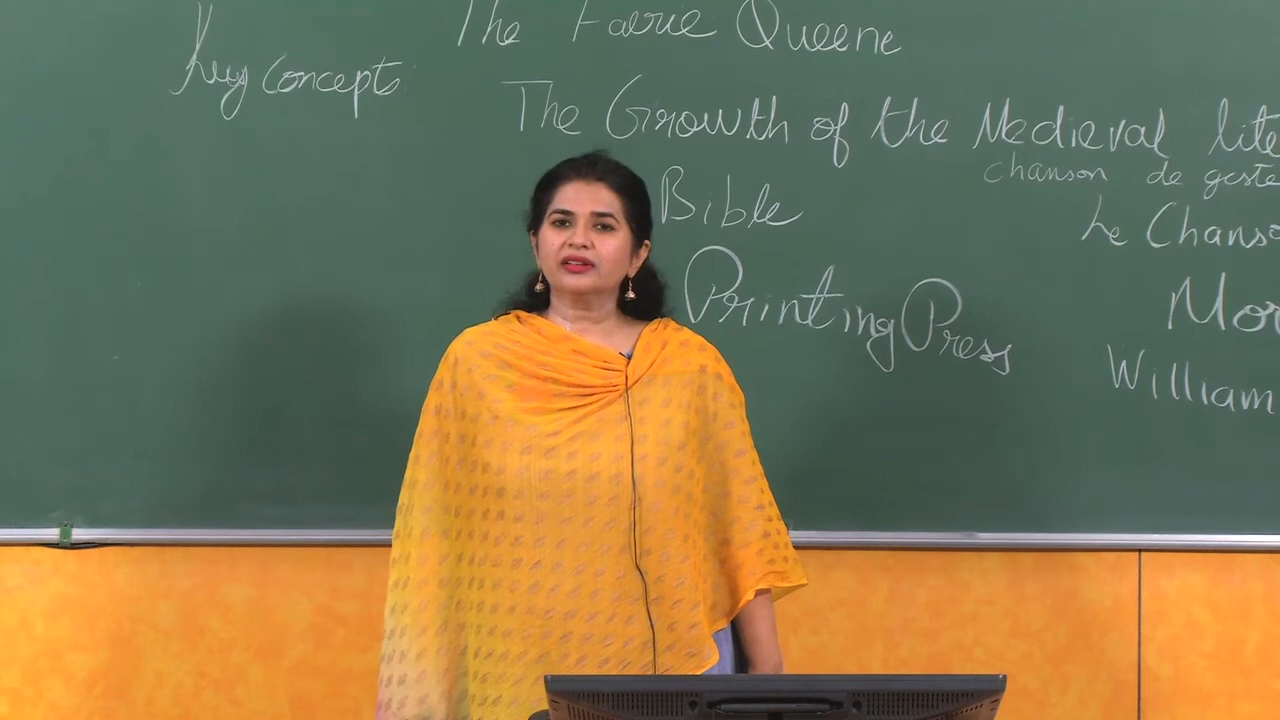 The Faerie Queene
Key Concepts
The Growth of the Medieval lite
chanson de geste
Bible
Le Chanso
Printing Press
Mor
William